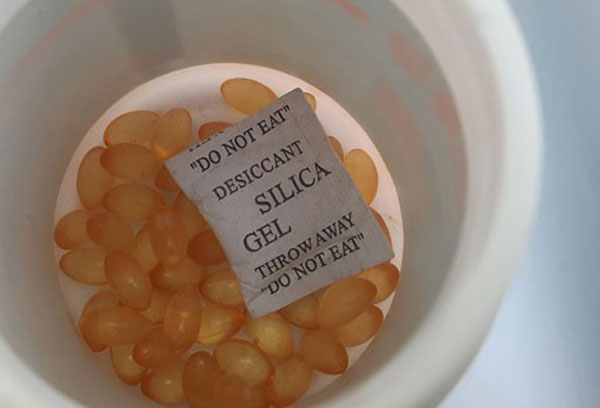 "DO NOT EAT"
DESICCANT
SILICA
GEL
THROW AWAY
"DO NOT EAT"